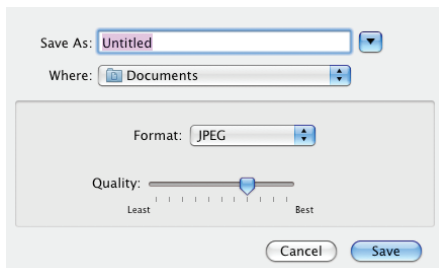 Save As: Untitled
Where: Documents
Format: JPEG
Quality:
Least Best
Cancel Save